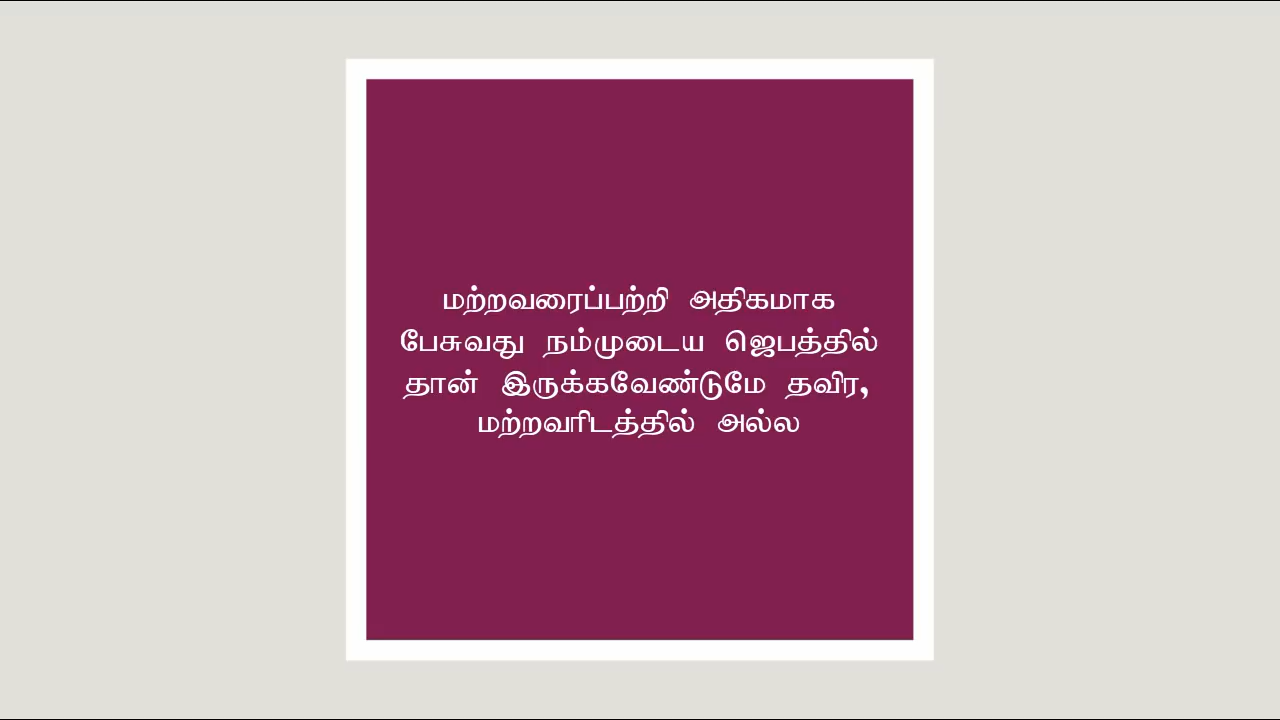 மற்றவரைப்பற்றி அதிகமாக
பேசுவது நம்முடைய ஜெபத்தில்
தான் இருக்கவேண்டுமே தவிர,
மற்றவரிடத்தில் அல்ல